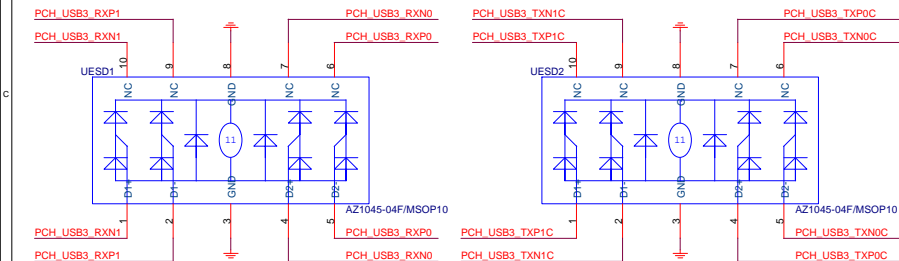 PCH_USB3_RXP1 PCH_USB3_RXN0 PCH_USB3_TXN1C PCH_USB3_TXP0C
PCH_USB3_RXN1 PCH_USB3_RXP0 PCH_USB3_TXP1C PCH_USB3_TXN0C
10 9 8 7 6 10 9 8 7 6
UESD1 UESD2
NC NC GND NC NC NC NC GND NC NC
C
11 11
D1+ D1- GND D2+ D2- D1+ D1- GND D2+ D2-
AZ1045-04F/MSOP10 AZ1045-04F/MSOP10
1 2 3 4 5 1 2 3 4 5
PCH_USB3_RXN1 PCH_USB3_RXP0 PCH_USB3_TXP1C PCH_USB3_TXN0C
PCH_USB3_RXP1 PCH_USB3_RXN0 PCH_USB3_TXN1C PCH_USB3_TXP0C